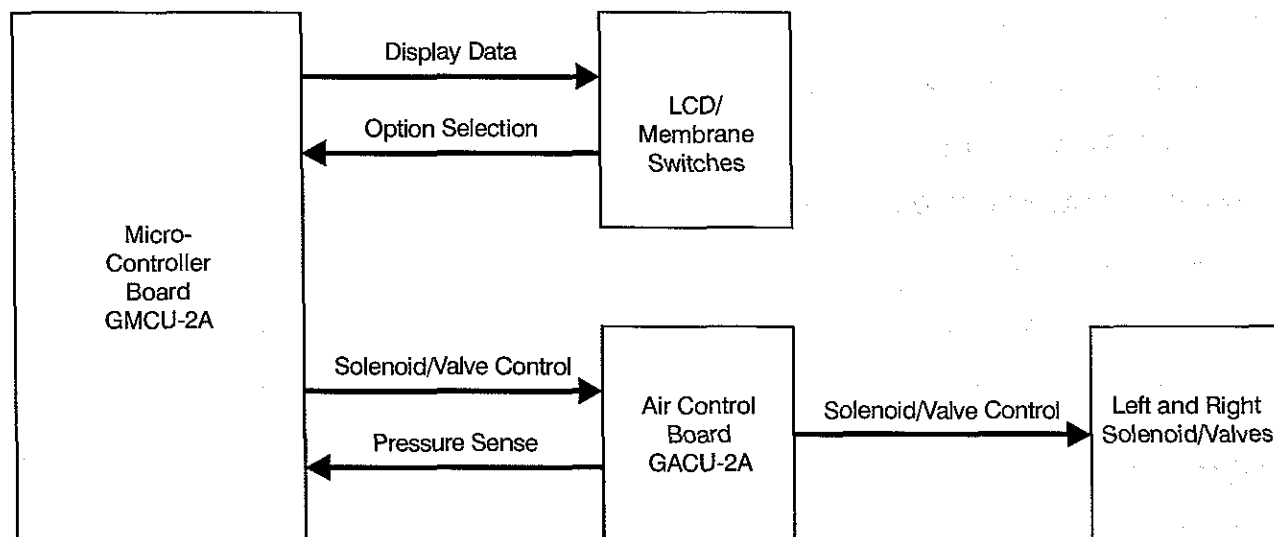 Display Data
Option Selection
LCD/
Membrane
Switches
Micro-
Controller
Board
GMCU-2A
Solenoid/Valve Control
Pressure Sense
Air Control
Board
GACU-2A
Solenoid/Valve Control
Left and Right
Solenoid/Valves